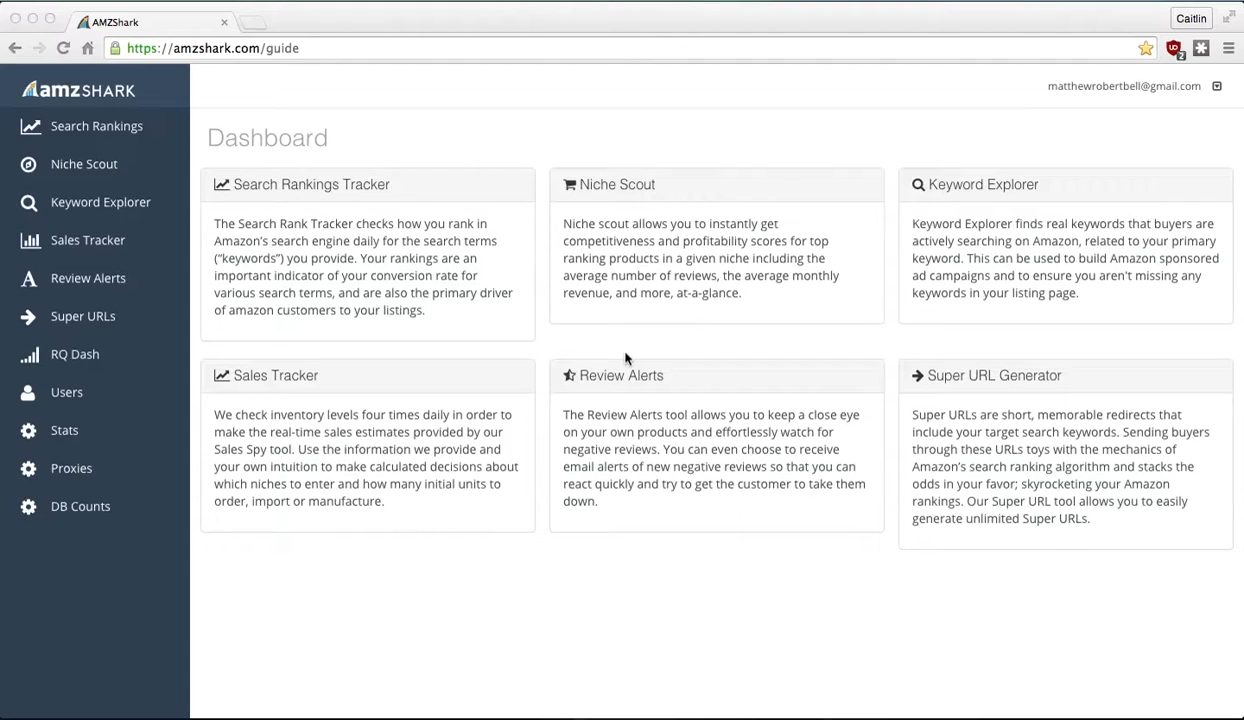 AMZShark
Caitlin
https://amzshark.com/guide
2
amzSHARK
matthewrobertbell@gmail.com
Search Rankings
Niche Scout
Keyword Explorer
Sales Tracker
Review Alerts
Super URLs
RQ Dash
Users
Stats
Proxies
DB Counts
Dashboard
Search Rankings Tracker
The Search Rank Tracker checks how you rank in
Amazon's search engine daily for the search terms
("keywords") you provide. Your rankings are an
important indicator of your conversion rate for
various search terms, and are also the primary driver
of amazon customers to your listings.
Niche Scout
Niche scout allows you to instantly get
competitiveness and profitability scores for top
ranking products in a given niche including the
average number of reviews, the average monthly
revenue, and more, at-a-glance.
Keyword Explorer
Keyword Explorer finds real keywords that buyers are
actively searching on Amazon, related to your primary
keyword. This can be used to build Amazon sponsored
ad campaigns and to ensure you aren't missing any
keywords in your listing page.
Sales Tracker
We check inventory levels four times daily in order to
make the real-time sales estimates provided by our
Sales Spy tool. Use the information we provide and
your own intuition to make calculated decisions about
which niches to enter and how many initial units to
order, import or manufacture.
Review Alerts
The Review Alerts tool allows you to keep a close eye
on your own products and effortlessly watch for
negative reviews. You can even choose to receive
email alerts of new negative reviews so that you can
react quickly and try to get the customer to take them
down.
Super URL Generator
Super URLs are short, memorable redirects that
include your target search keywords. Sending buyers
through these URLs toys with the mechanics of
Amazon's search ranking algorithm and stacks the
odds in your favor; skyrocketing your Amazon
rankings. Our Super URL tool allows you to easily
generate unlimited Super URLs.